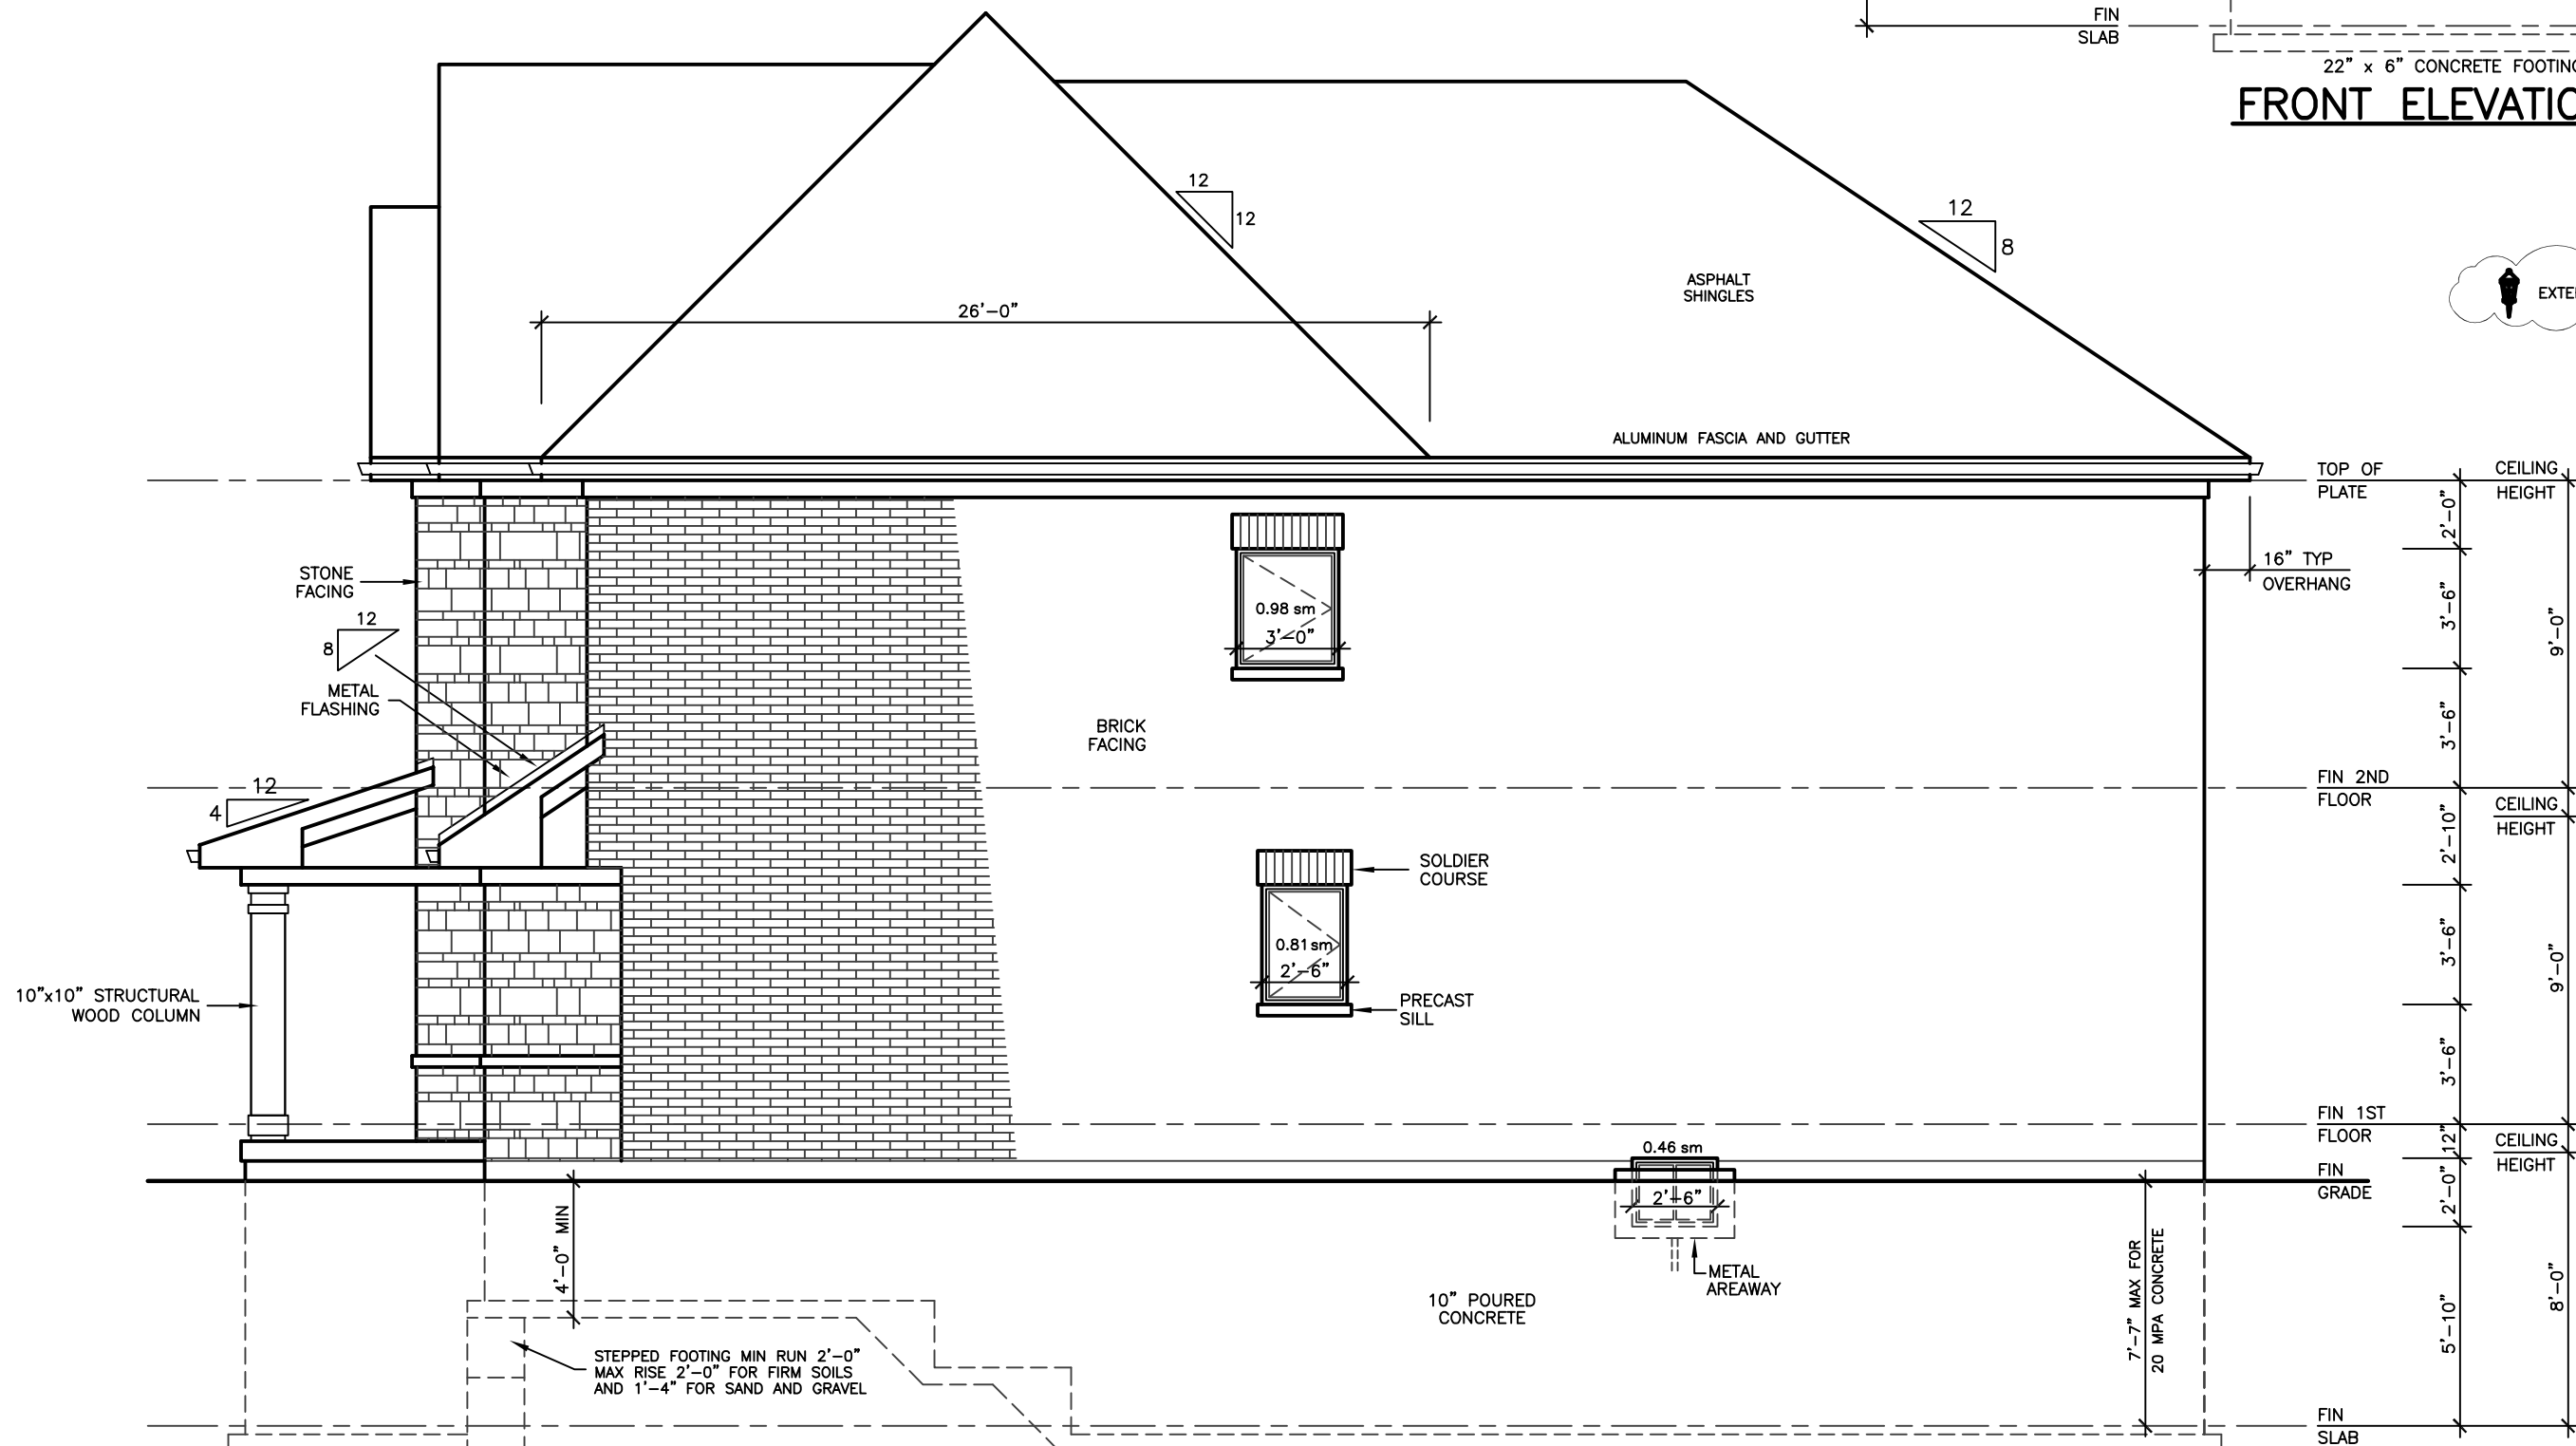 FIN
SLAB
22” x 6” CONCRETE FOOTING
FRONT ELEVATIO
12
12
12
8
ASPHALT
SHINGLES
EXTE
26’-0”
ALUMINUM FASCIA AND GUTTER
TOP OF
PLATE
CEILING
HEIGHT
2’-0”
STONE
FACING
16” TYP
OVERHANG
12
8
0.98 sm
3’-0”
3’-6”
9’-0”
METAL
FLASHING
BRICK
FACING
3’-6”
12
4
FIN 2ND
FLOOR
CEILING
HEIGHT
2’-10”
SOLDIER
COURSE
0.81 sm
2’-6”
3’-6”
9’-0”
10”x10” STRUCTURAL
WOOD COLUMN
PRECAST
SILL
3’-6”
FIN 1ST
FLOOR
12”
CEILING
HEIGHT
0.46 sm
FIN
GRADE
2’-0”
2’-6”
4’-0” MIN
METAL
AREAWAY
10” POURED
CONCRETE
7’-7” MAX FOR
20 MPA CONCRETE
5’-10”
8’-0”
STEPPED FOOTING MIN RUN 2’-0”
MAX RISE 2’-0” FOR FIRM SOILS
AND 1’-4” FOR SAND AND GRAVEL
FIN
SLAB